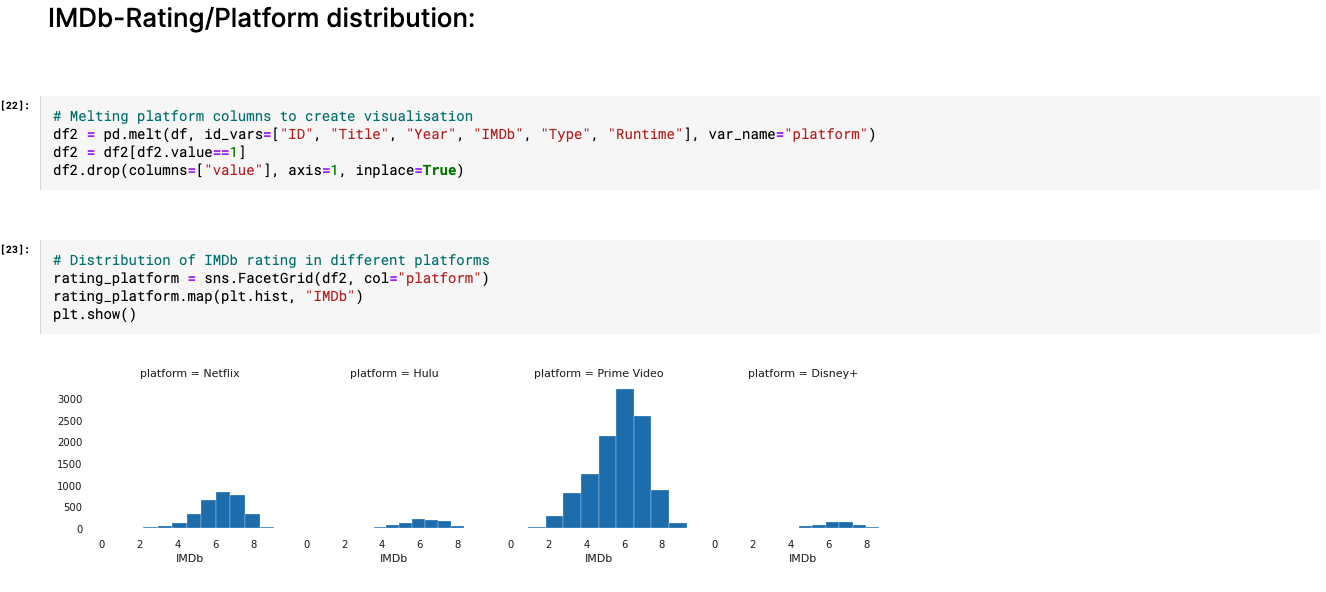 IMDb-Rating/Platform distribution:
[22]:
# Melting platform columns to create visualisation
df2 = pd.melt(df, id_vars=["ID", "Title", "Year", "IMDb", "Type", "Runtime"], var_name="platform")
df2 = df2[df2.value==1]
df2.drop(columns=["value"], axis=1, inplace=True)
[23]:
# Distribution of IMDb rating in different platforms
rating_platform = sns.FacetGrid(df2, col="platform")
rating_platform.map(plt.hist, "IMDb")
plt.show()
platform = Netflix platform = Hulu platform = Prime Video platform = Disney+
3000
2500
2000
1500
1000
500
0
0 2 4 6 8 0 2 4 6 8 0 2 4 6 8 0 2 4 6 8
IMDb IMDb IMDb IMDb